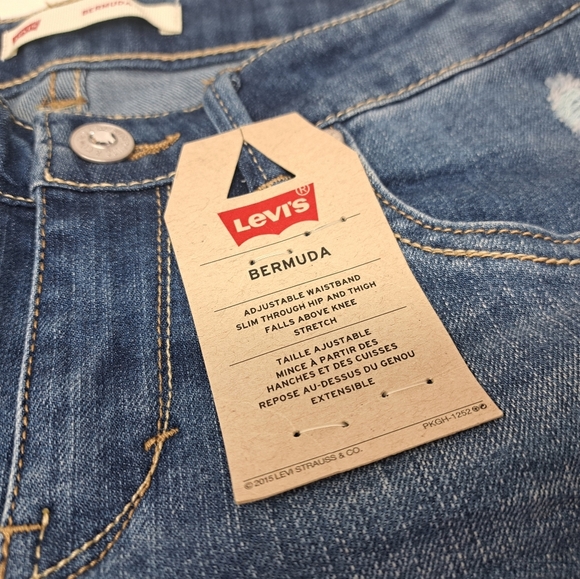 BERMUDA
LEVI'S®
BERMUDA
ADJUSTABLE WAISTBAND
SLIM THROUGH HIP AND THIGH
FALLS ABOVE KNEE
STRETCH
TAILLE AJUSTABLE
MINCE À PARTIR DES
HANCHES ET DES CUISSES
REPOSE AU-DESSUS DU GENOU
EXTENSIBLE
PKGH-1252
©2015 LEVI STRAUSS & CO.